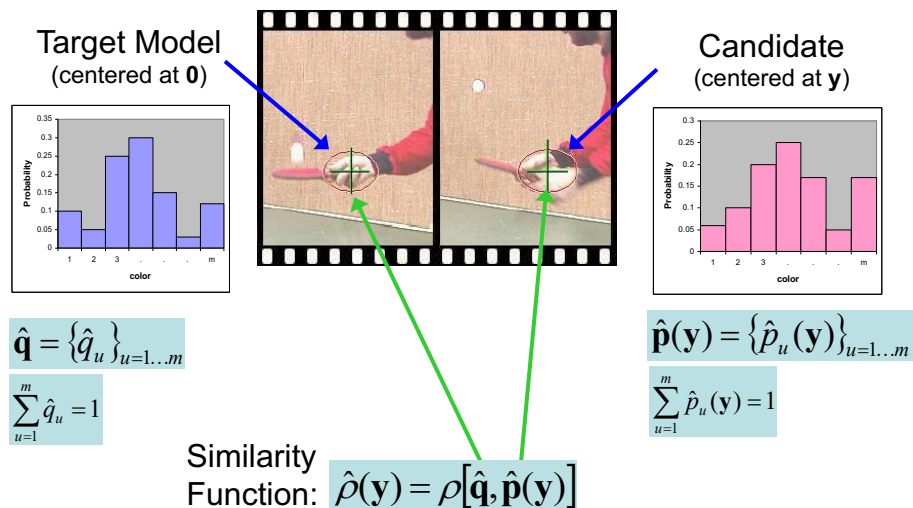 Target Model
(centered at 0)
Candidate
(centered at y)
0.35
0.3
0.25
0.2
0.15
0.1
0.05
0
Probability
1 2 3 . . . m
color
0.3
0.25
0.2
0.15
0.1
0.05
0
Probability
1 2 3 . . . m
color
q̂ = {q̂_u}_{u=1…m}
∑_{u=1}^{m} q̂_u = 1
p̂(y) = {p̂_u(y)}_{u=1…m}
∑_{u=1}^{m} p̂_u(y) = 1
Similarity
Function: ρ̂(y) = ρ[q̂, p̂(y)]